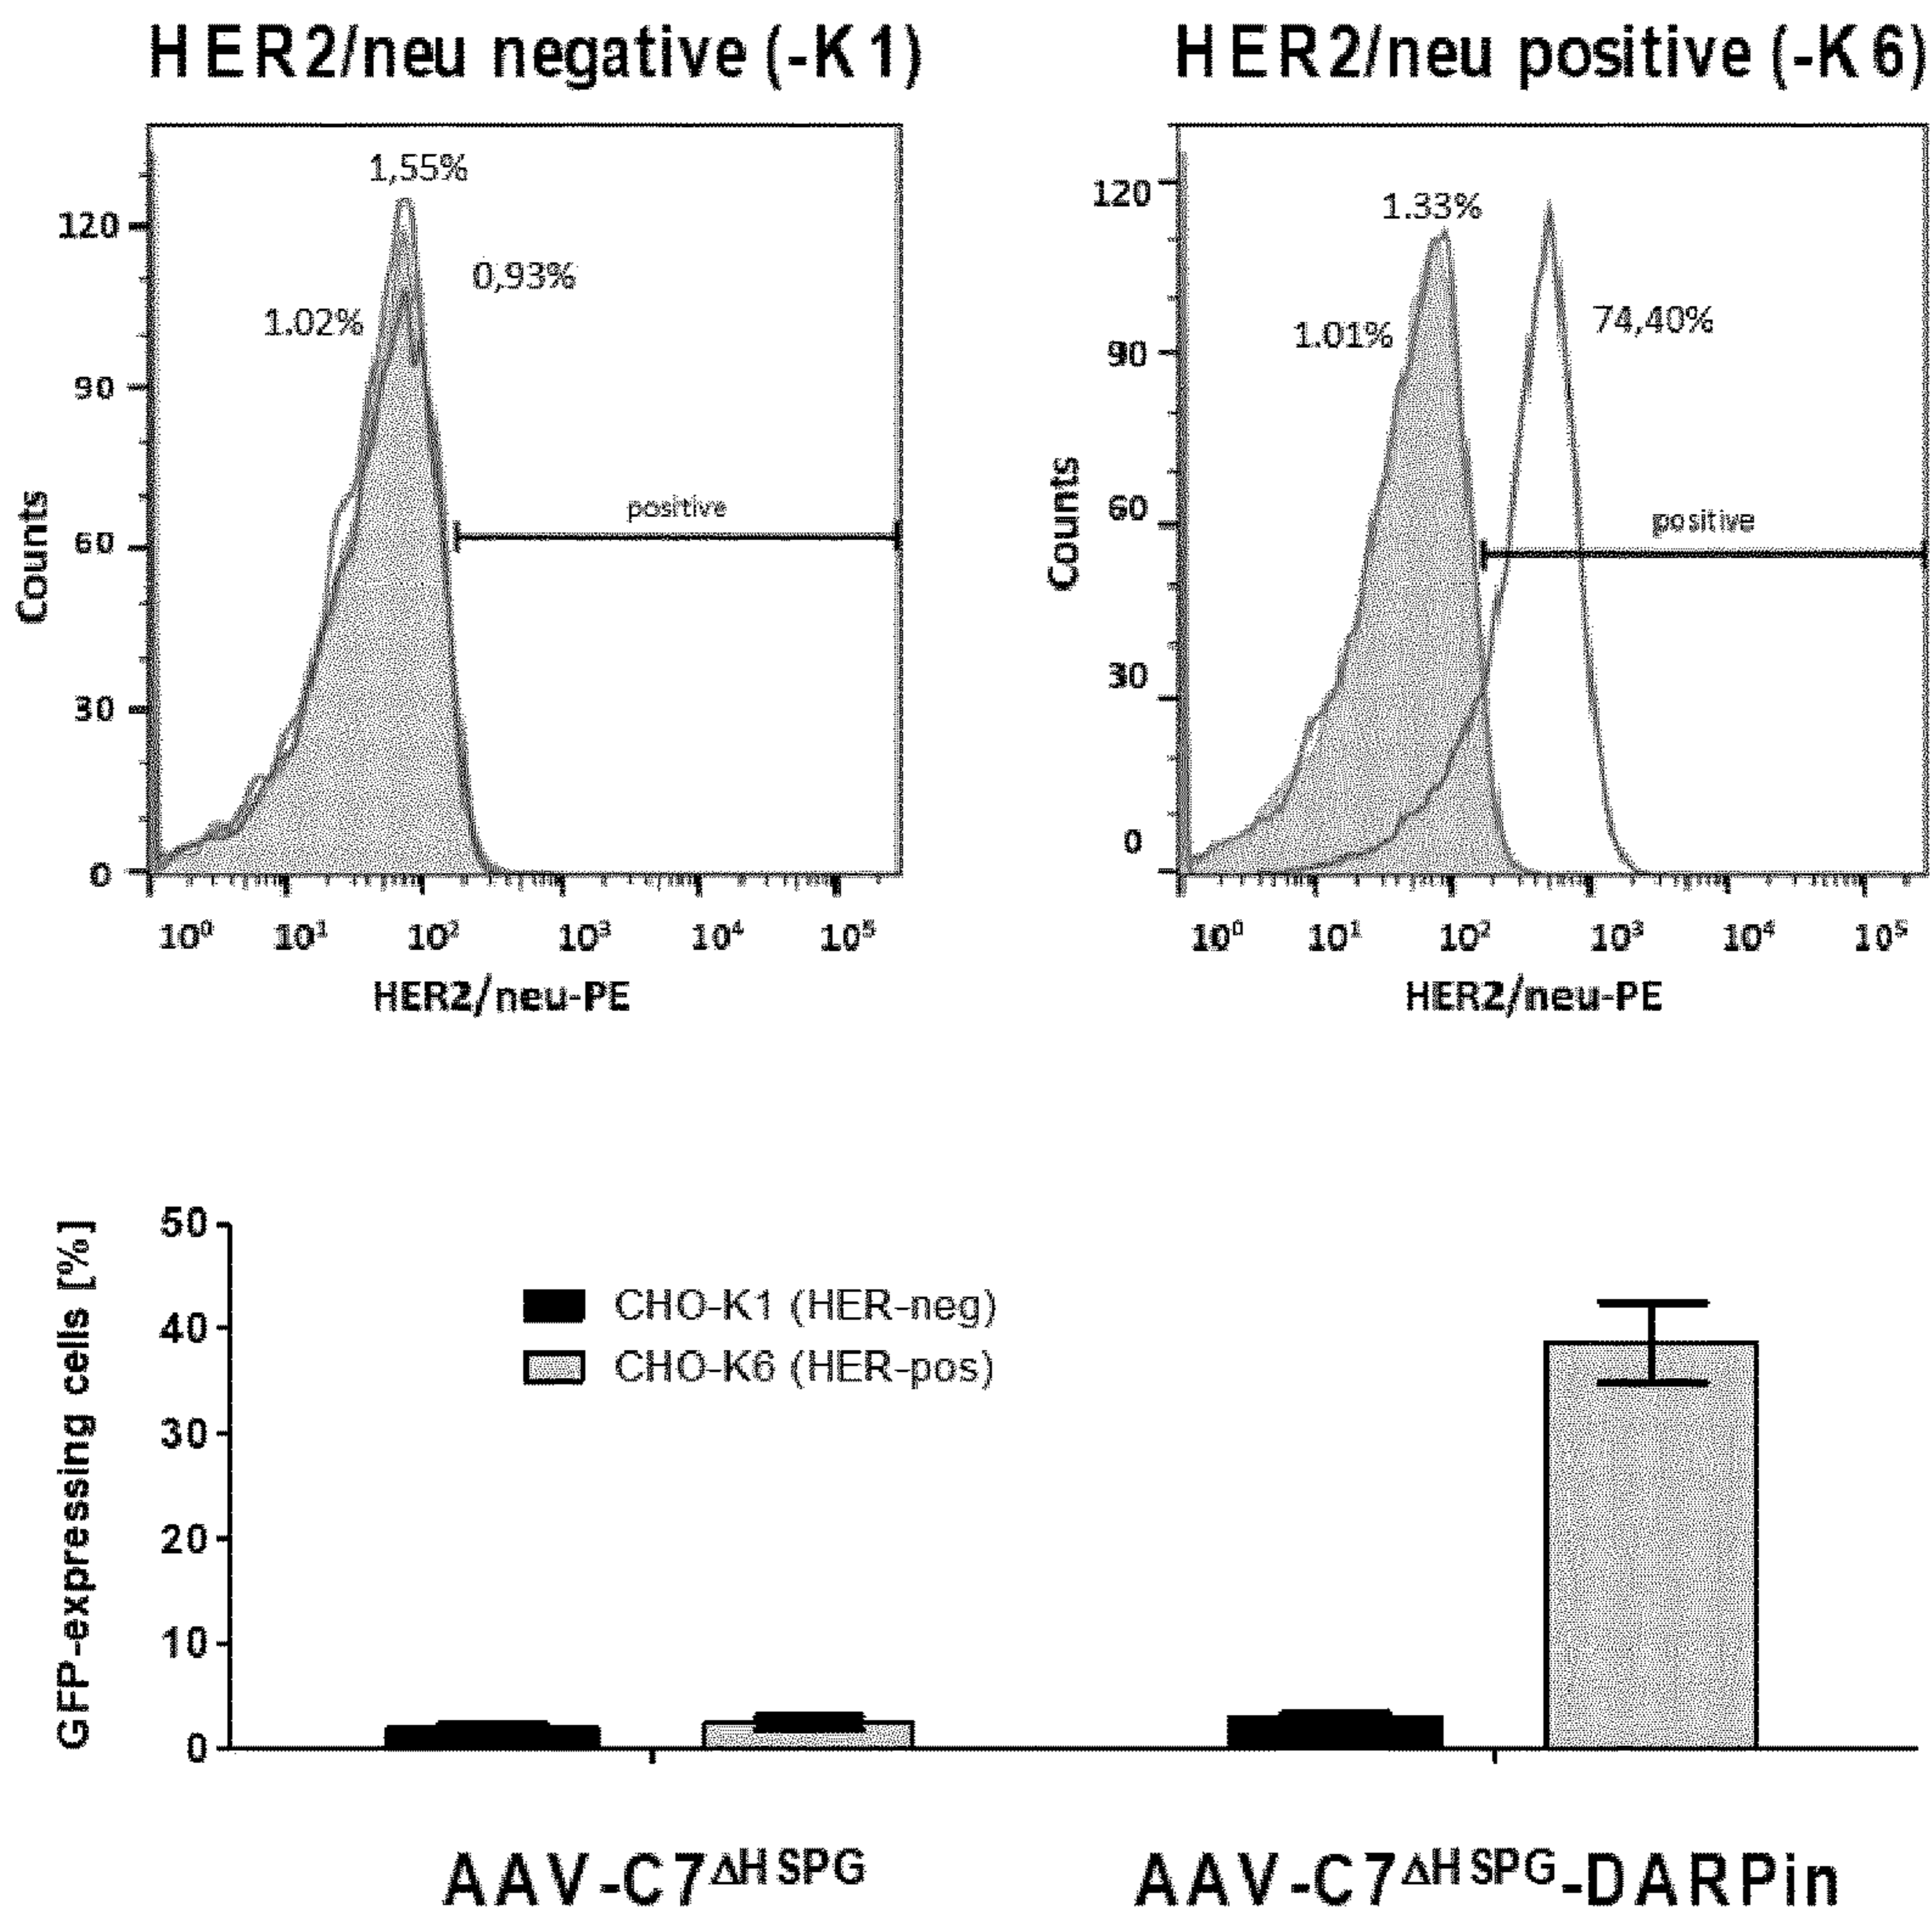 HER2/neu negative (-K1)
HER2/neu positive (-K6)
1,55%
0,93%
1.02%
positive
120
90
60
30
0
Counts
10⁰ 10¹ 10² 10³ 10⁴ 10⁵
HER2/neu-PE
1.33%
1.01%
74,40%
positive
120
90
60
30
0
Counts
10⁰ 10¹ 10² 10³ 10⁴ 10⁵
HER2/neu-PE
GFP-expressing cells [%]
50
40
30
20
10
0
CHO-K1 (HER-neg)
CHO-K6 (HER-pos)
AAV-C7ΔHSPG
AAV-C7ΔHSPG-DARPin